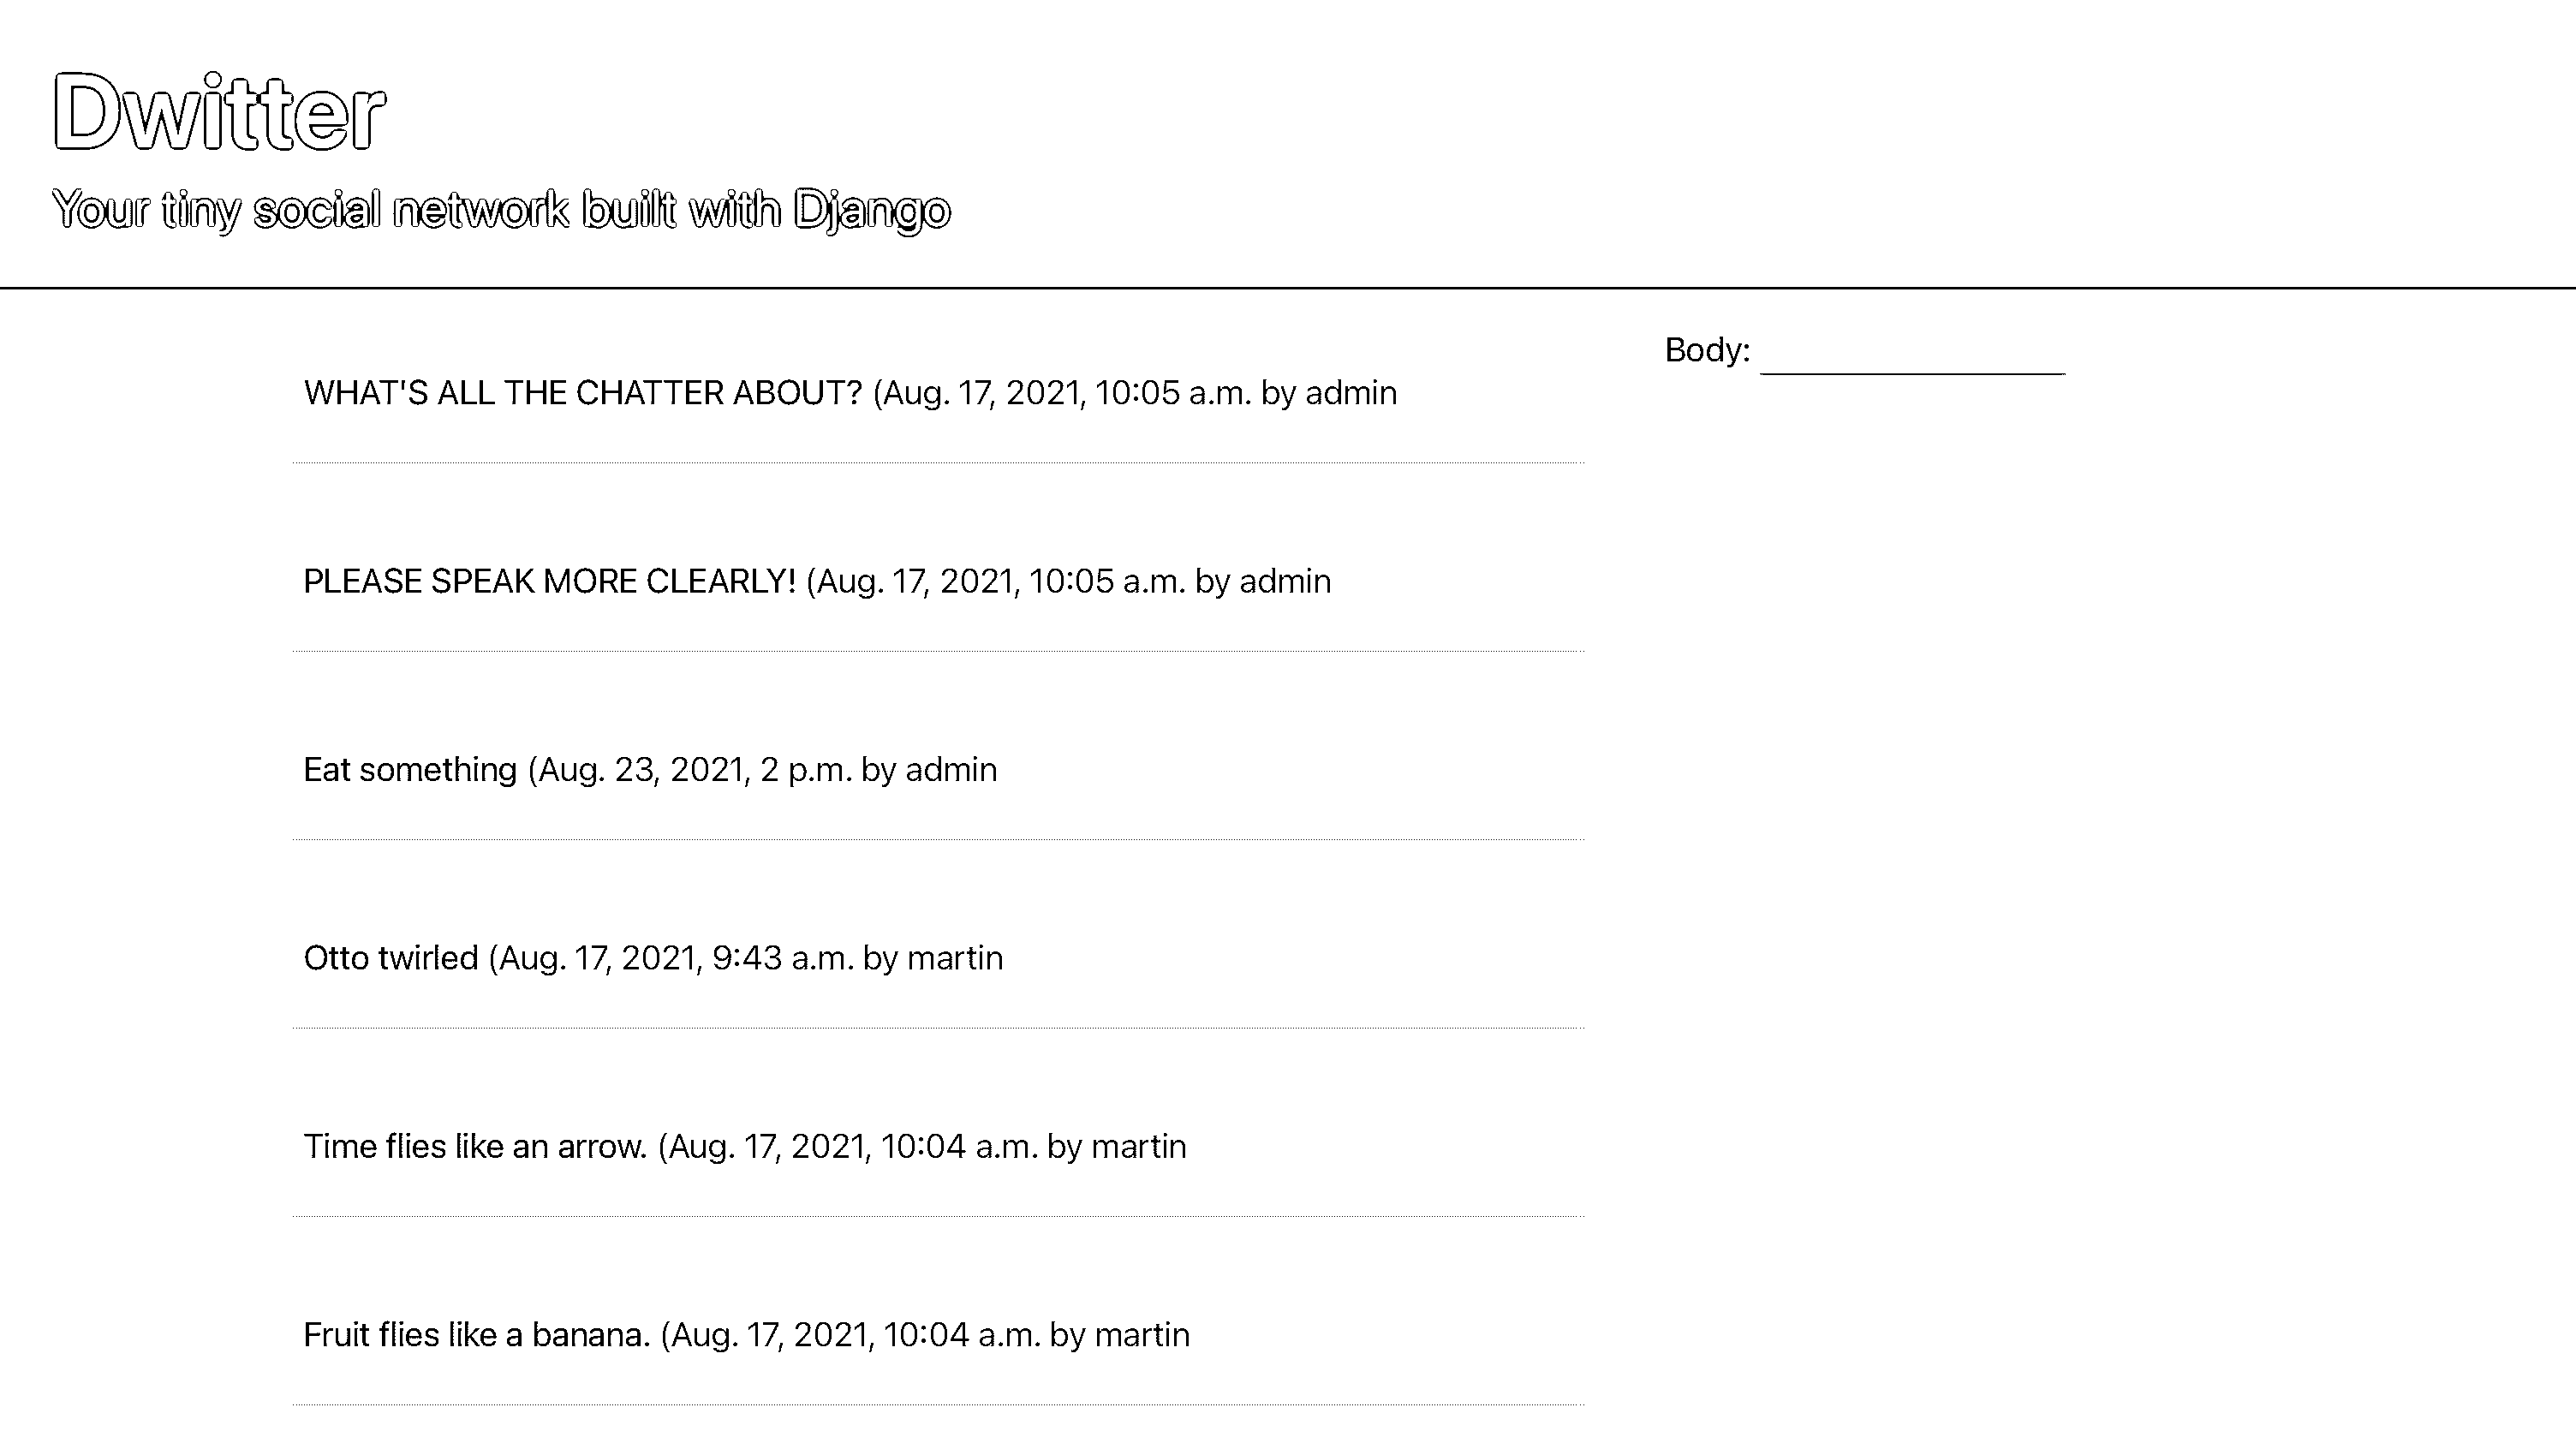 Dwitter
Your tiny social network built with Django
Body:
WHAT'S ALL THE CHATTER ABOUT? (Aug. 17, 2021, 10:05 a.m. by admin
PLEASE SPEAK MORE CLEARLY! (Aug. 17, 2021, 10:05 a.m. by admin
Eat something (Aug. 23, 2021, 2 p.m. by admin
Otto twirled (Aug. 17, 2021, 9:43 a.m. by martin
Time flies like an arrow. (Aug. 17, 2021, 10:04 a.m. by martin
Fruit flies like a banana. (Aug. 17, 2021, 10:04 a.m. by martin